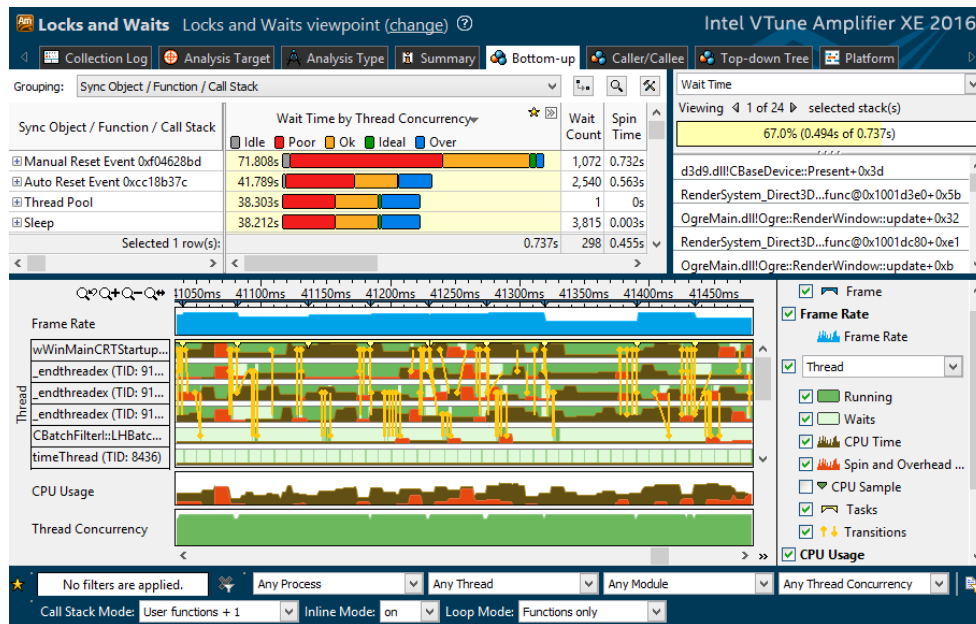 Locks and Waits Locks and Waits viewpoint (change) Intel VTune Amplifier XE 2016
Collection Log Analysis Target Analysis Type Summary Bottom-up Caller/Callee Top-down Tree Platform
Grouping: Sync Object / Function / Call Stack
Sync Object / Function / Call Stack
Wait Time by Thread Concurrency
Idle Poor Ok Ideal Over
Wait Count
Spin Time
Manual Reset Event 0xf04628bd 71.808s 1,072 0.732s
Auto Reset Event 0xcc18b37c 41.789s 2,540 0.563s
Thread Pool 38.303s 1 0s
Sleep 38.212s 3,815 0.003s
Selected 1 row(s): 0.737s 298 0.455s
Wait Time
Viewing 1 of 24 selected stack(s)
67.0% (0.494s of 0.737s)
d3d9.dll!CBaseDevice::Present+0x3d
RenderSystem_Direct3D...func@0x1001d3e0+0x5b
OgreMain.dll!Ogre::RenderWindow::update+0x32
RenderSystem_Direct3D...func@0x1001dc80+0xe1
OgreMain.dll!Ogre::RenderWindow::update+0xb
41050ms 41100ms 41150ms 41200ms 41250ms 41300ms 41350ms 41400ms 41450ms
Frame Rate
Thread
wWinMainCRTStartup...
_endthreadex (TID: 91...
_endthreadex (TID: 91...
_endthreadex (TID: 91...
CBatchFilterI::LHBatc...
timeThread (TID: 8436)
CPU Usage
Thread Concurrency
Frame
Frame Rate
Frame Rate
Thread
Running
Waits
CPU Time
Spin and Overhead ...
CPU Sample
Tasks
Transitions
CPU Usage
No filters are applied. Any Process Any Thread Any Module Any Thread Concurrency
Call Stack Mode: User functions + 1 Inline Mode: on Loop Mode: Functions only